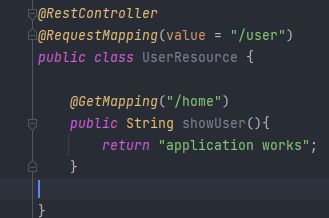 @RestController
@RequestMapping(value = "/user")
public class UserResource {
@GetMapping("/home")
public String showUser(){
return "application works";
}
}